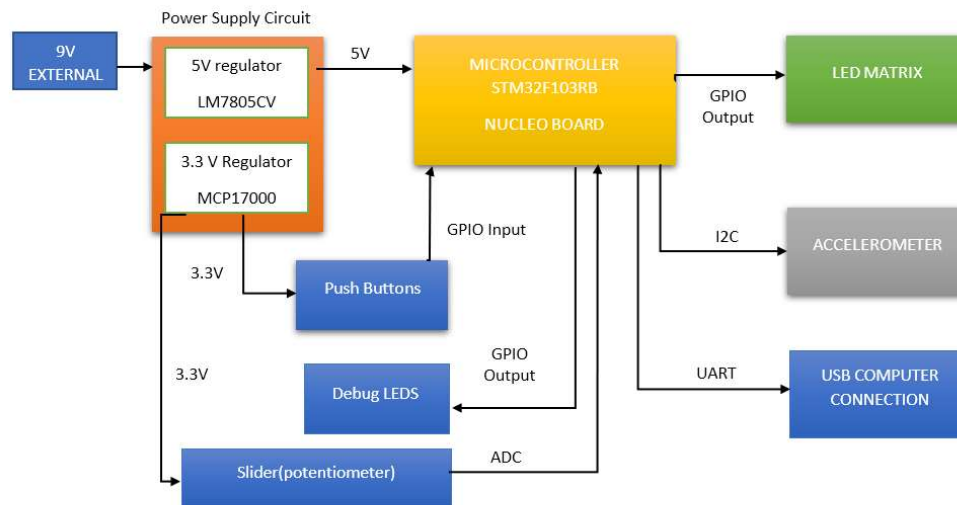 Power Supply Circuit
9V
EXTERNAL
5V regulator
LM7805CV
3.3 V Regulator
MCP17000
5V
MICROCONTROLLER
STM32F103RB
NUCLEO BOARD
GPIO
Output
LED MATRIX
GPIO Input
I2C
ACCELEROMETER
3.3V
Push Buttons
3.3V
Debug LEDS
GPIO
Output
UART
USB COMPUTER
CONNECTION
Slider(potentiometer)
ADC